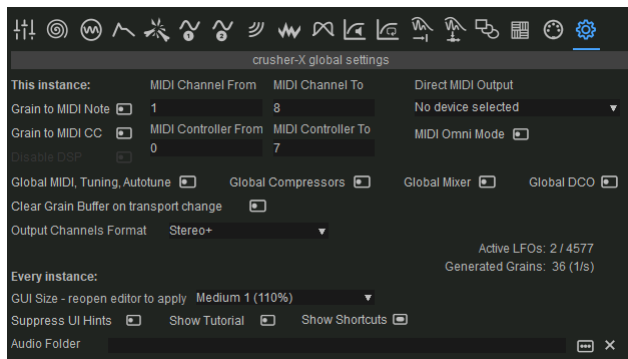 crusher-X global settings
This instance: MIDI Channel From MIDI Channel To Direct MIDI Output
Grain to MIDI Note 1 8 No device selected
Grain to MIDI CC MIDI Controller From MIDI Controller To MIDI Omni Mode
Disable DSP 0 7
Global MIDI, Tuning, Autotune Global Compressors Global Mixer Global DCO
Clear Grain Buffer on transport change
Output Channels Format Stereo+
Active LFOs: 2 / 4577
Generated Grains: 36 (1/s)
Every instance:
GUI Size - reopen editor to apply Medium 1 (110%)
Suppress UI Hints Show Tutorial Show Shortcuts
Audio Folder